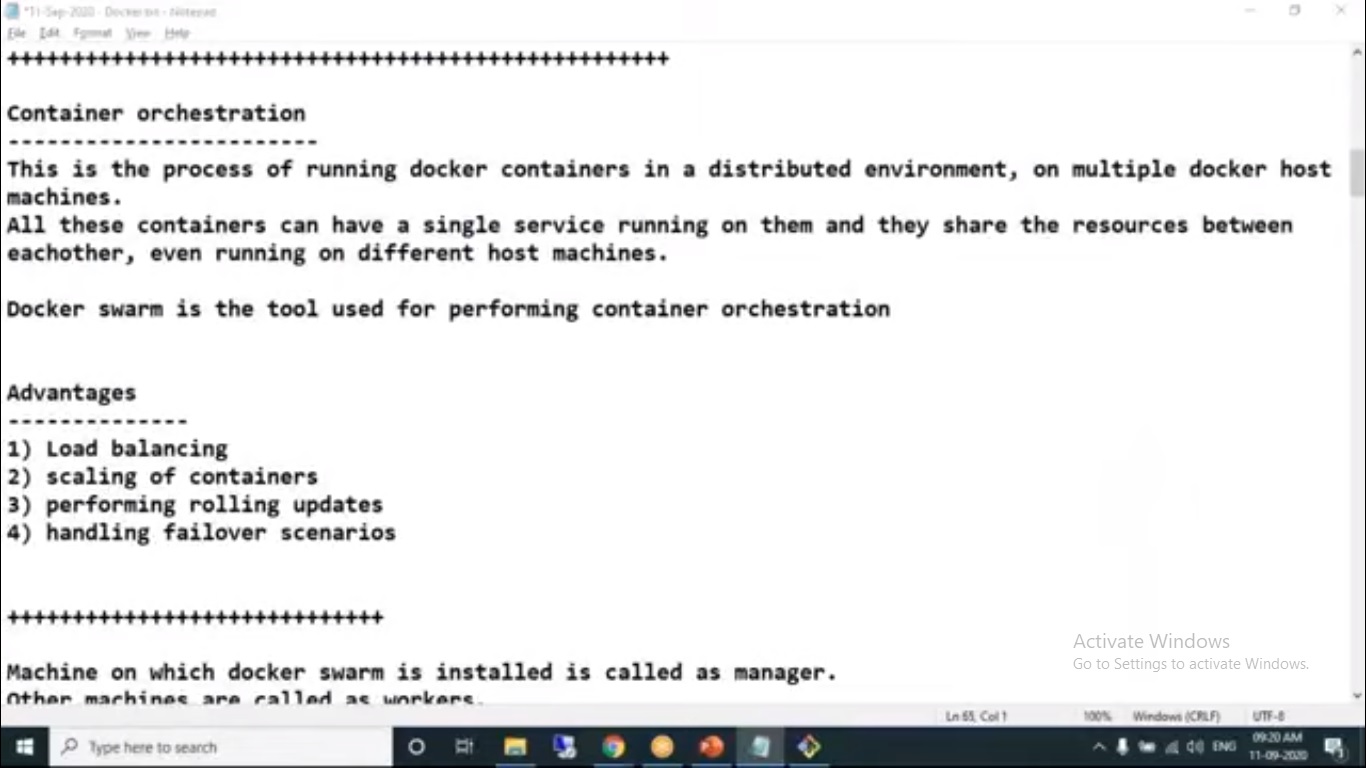 *11-Sep-2020 - Docker.txt - Notepad
File Edit Format View Help
+++++++++++++++++++++++++++++++++++++++++++++++++++
Container orchestration
------------------------
This is the process of running docker containers in a distributed environment, on multiple docker host
machines.
All these containers can have a single service running on them and they share the resources between
eachother, even running on different host machines.
Docker swarm is the tool used for performing container orchestration
Advantages
--------------
1) Load balancing
2) scaling of containers
3) performing rolling updates
4) handling failover scenarios
+++++++++++++++++++++++++++++
Machine on which docker swarm is installed is called as manager.
Other machines are called as workers.
Activate Windows
Go to Settings to activate Windows.
Ln 65, Col 1 100% Windows (CRLF) UTF-8
Type here to search
ENG
09:20 AM
11-09-2020